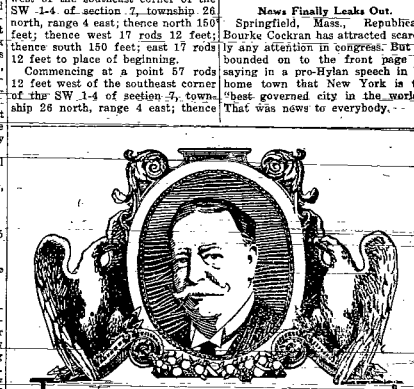 SW 1-4 of section 7, township 26
north, range 4 east; thence north 150
feet; thence west 17 rods 12 feet;
thence south 150 feet; east 17 rods
12 feet to place of beginning.
Commencing at a point 57 rods
12 feet west of the southeast corner
of the SW 1-4 of section 7, town-
ship 26 north, range 4 east; thence
News Finally Leaks Out.
Springfield, Mass., Republica
Bourke Cockran has attracted scar
ly any attention in congress. But
bounded on to the front page
saying in a pro-Hylan speech in
home town that New York is t
"best governed city in the worl
That was news to everybody.